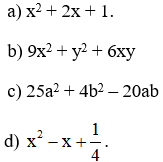 a) x² + 2x + 1.
b) 9x² + y² + 6xy
c) 25a² + 4b² – 20ab
d) x² – x + 1/4.